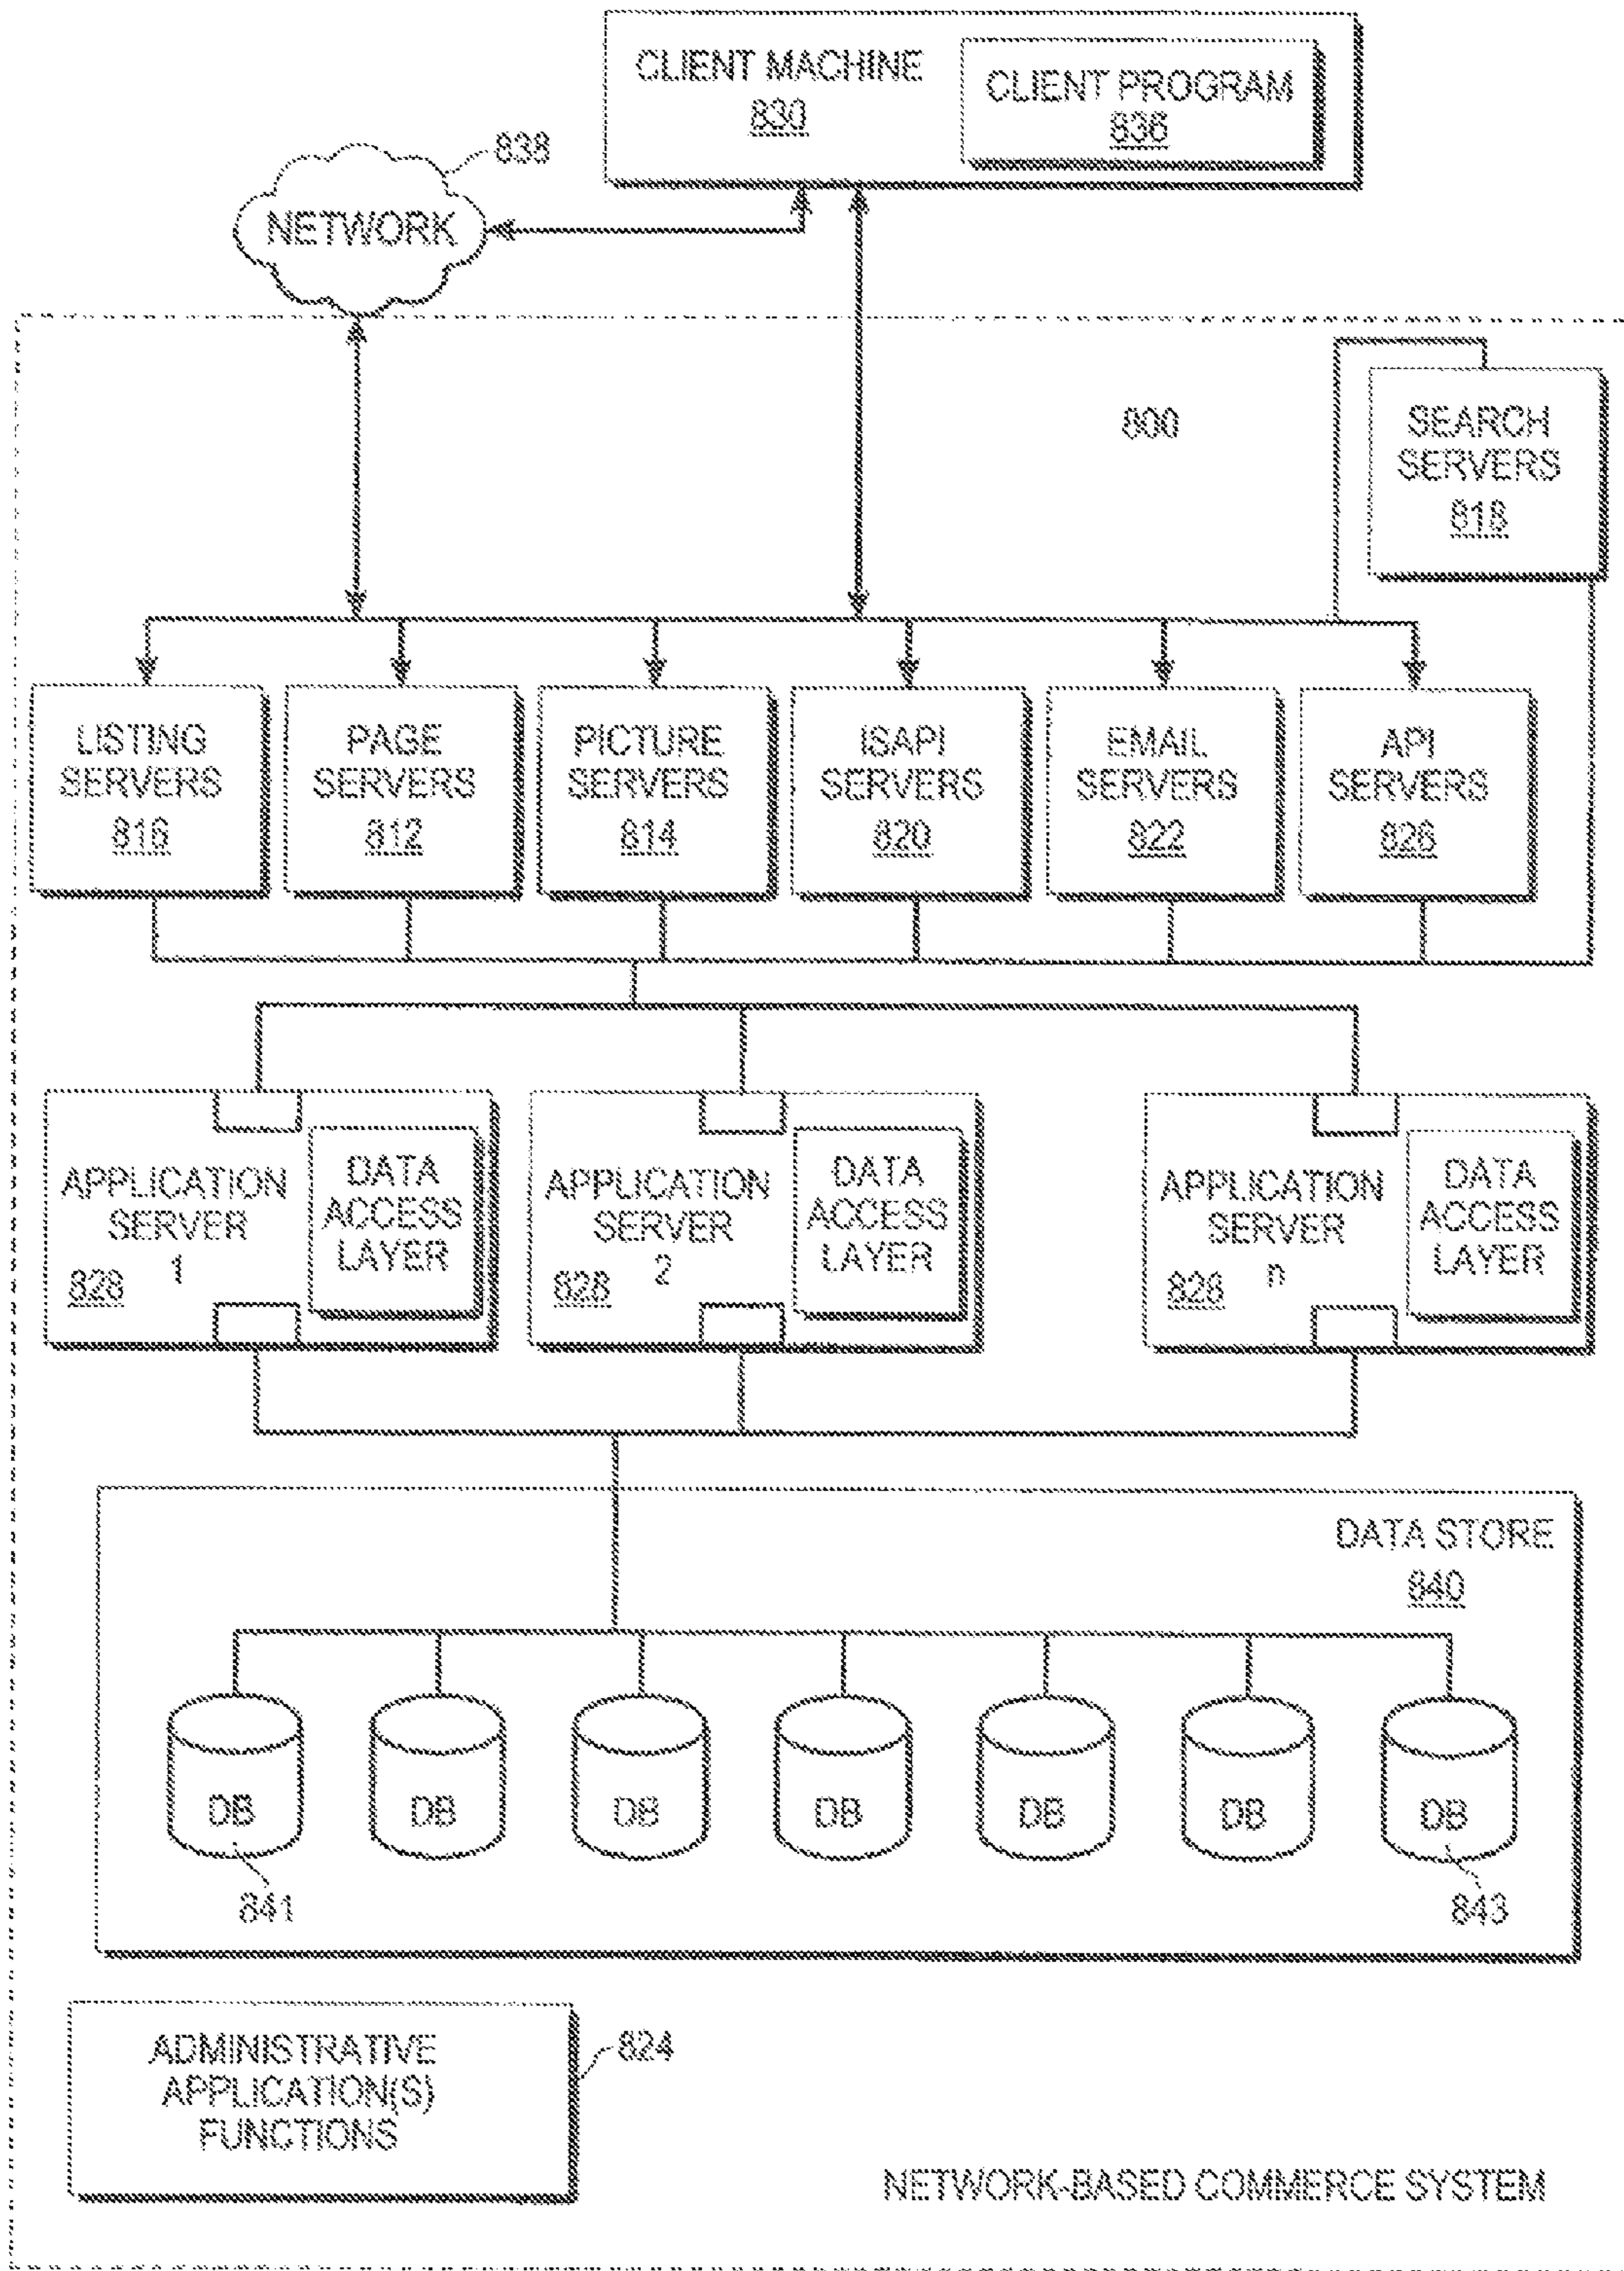 CLIENT MACHINE
830
CLIENT PROGRAM
836
838
NETWORK
800
SEARCH
SERVERS
818
LISTING
SERVERS
816
PAGE
SERVERS
812
PICTURE
SERVERS
814
ISAPI
SERVERS
820
EMAIL
SERVERS
822
API
SERVERS
826
APPLICATION
SERVER
1
828
DATA
ACCESS
LAYER
APPLICATION
SERVER
2
828
DATA
ACCESS
LAYER
APPLICATION
SERVER
n
828
DATA
ACCESS
LAYER
DATA STORE
840
DB
DB
DB
DB
DB
DB
DB
841
843
ADMINISTRATIVE
APPLICATION(S)
FUNCTIONS
824
NETWORK-BASED COMMERCE SYSTEM